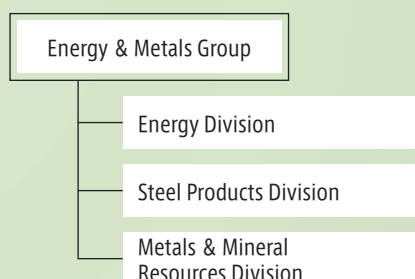 Energy & Metals Group
Energy Division
Steel Products Division
Metals & Mineral
Resources Division